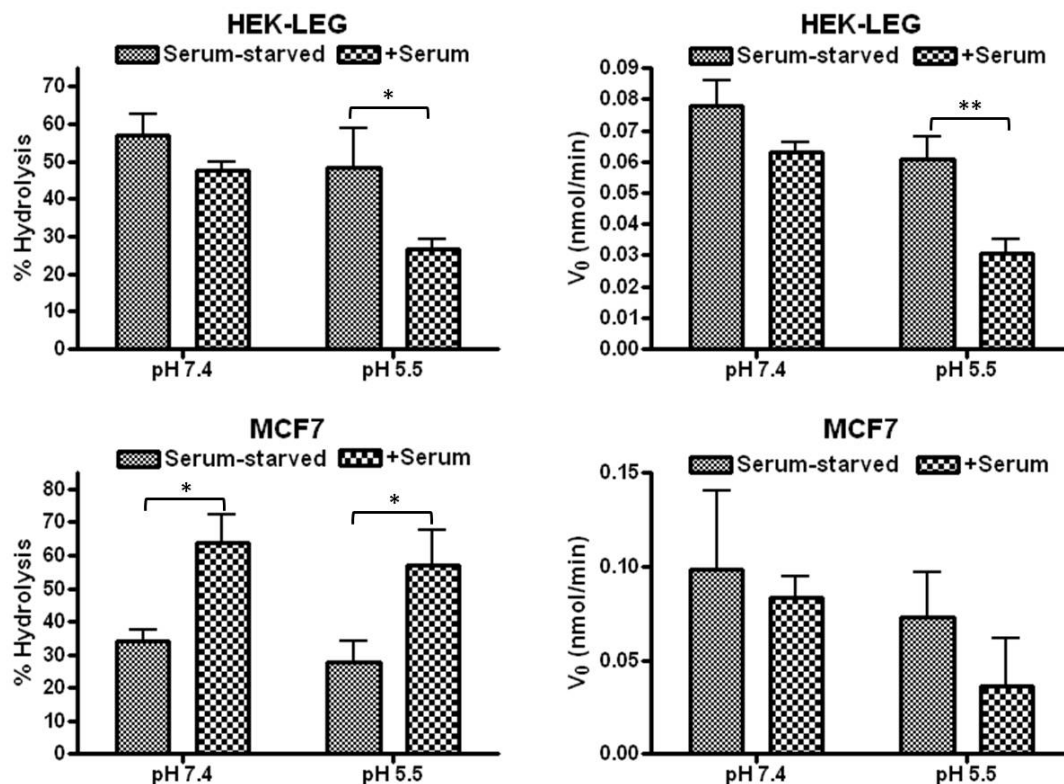 HEK-LEG
Serum-starved +Serum
% Hydrolysis
70
60
50
40
30
20
10
0
*
pH 7.4 pH 5.5
HEK-LEG
Serum-starved +Serum
V0 (nmol/min)
0.09
0.08
0.07
0.06
0.05
0.04
0.03
0.02
0.01
0.00
**
pH 7.4 pH 5.5
MCF7
Serum-starved +Serum
% Hydrolysis
80
70
60
50
40
30
20
10
0
* *
pH 7.4 pH 5.5
MCF7
Serum-starved +Serum
V0 (nmol/min)
0.15
0.10
0.05
0.00
pH 7.4 pH 5.5